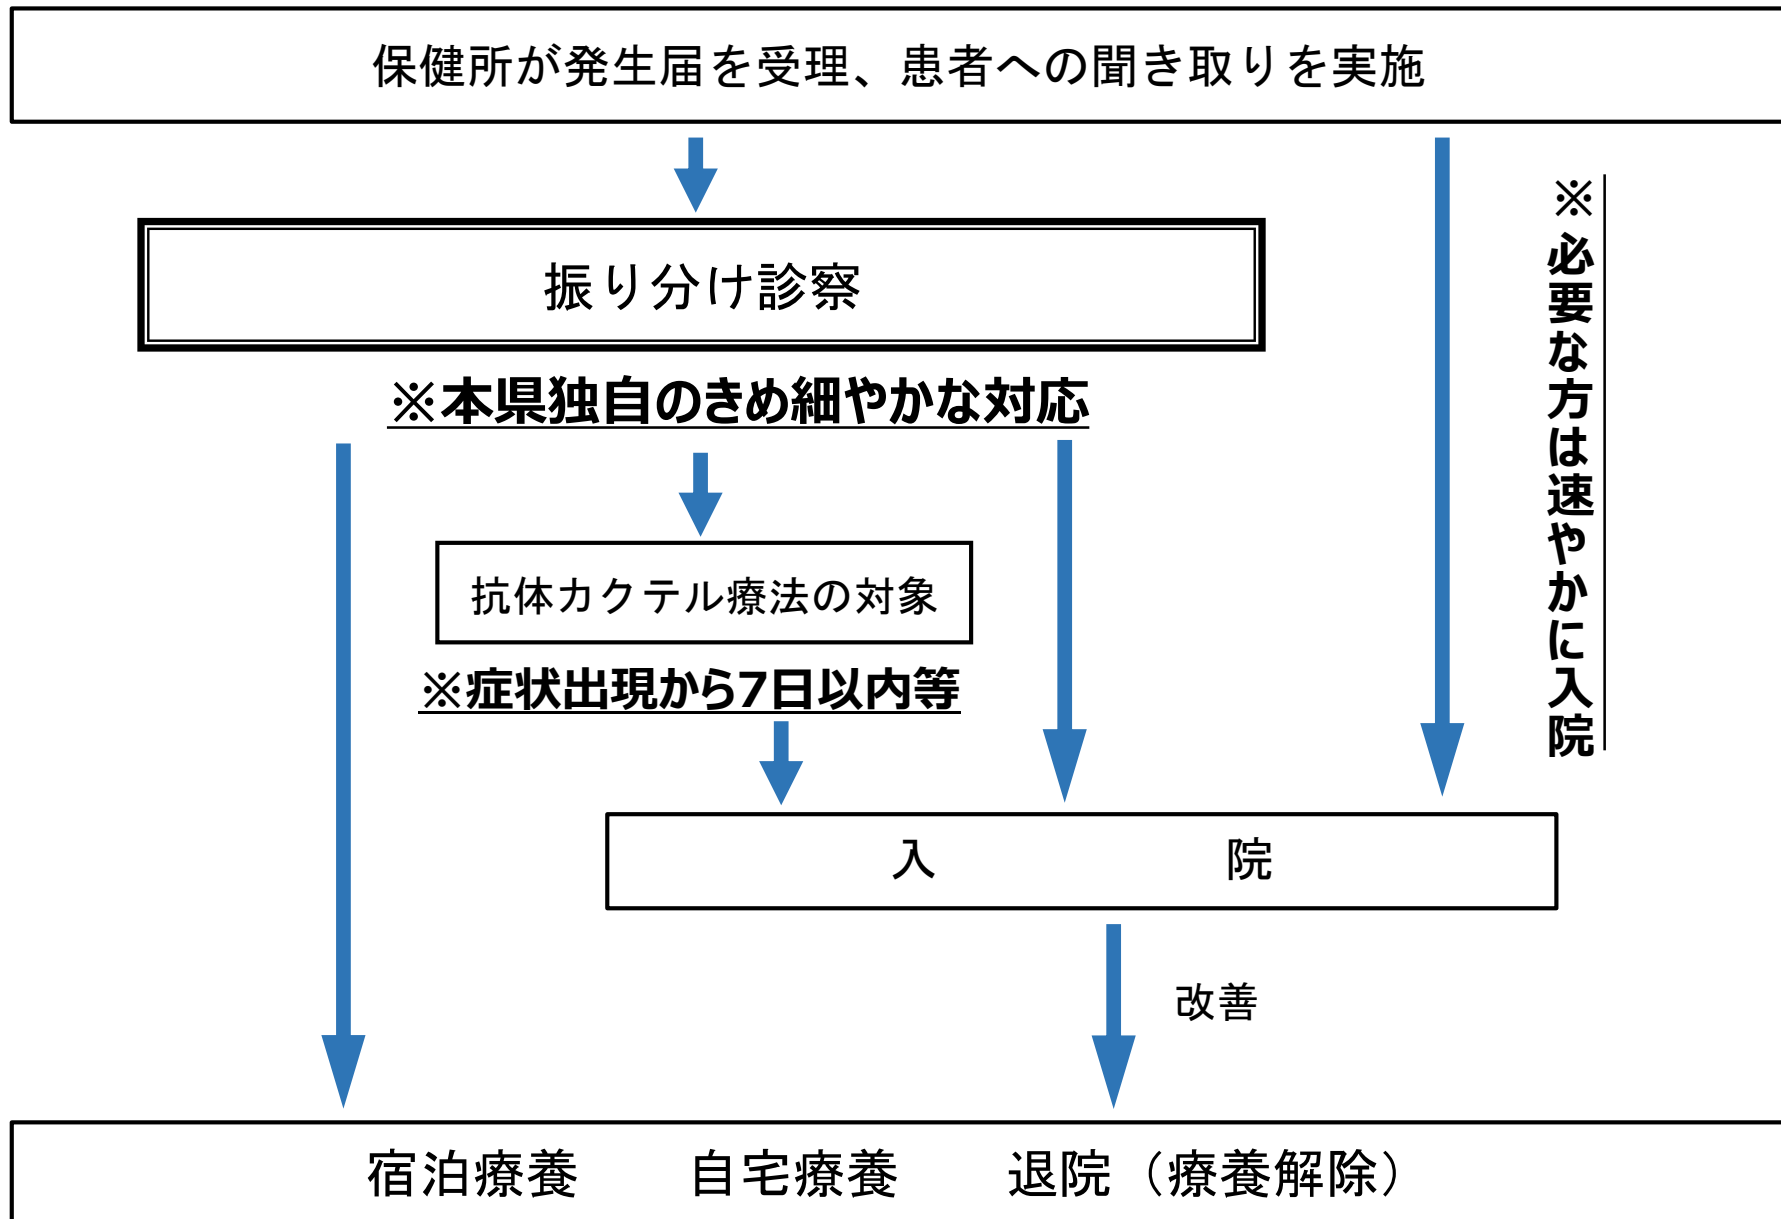 保健所が発生届を受理、患者への聞き取りを実施
振り分け診察
※本県独自のきめ細やかな対応
※必要な方は速やかに入院
抗体カクテル療法の対象
※症状出現から7日以内等
入　　　　　院
改善
宿泊療養　　自宅療養　　退院（療養解除）